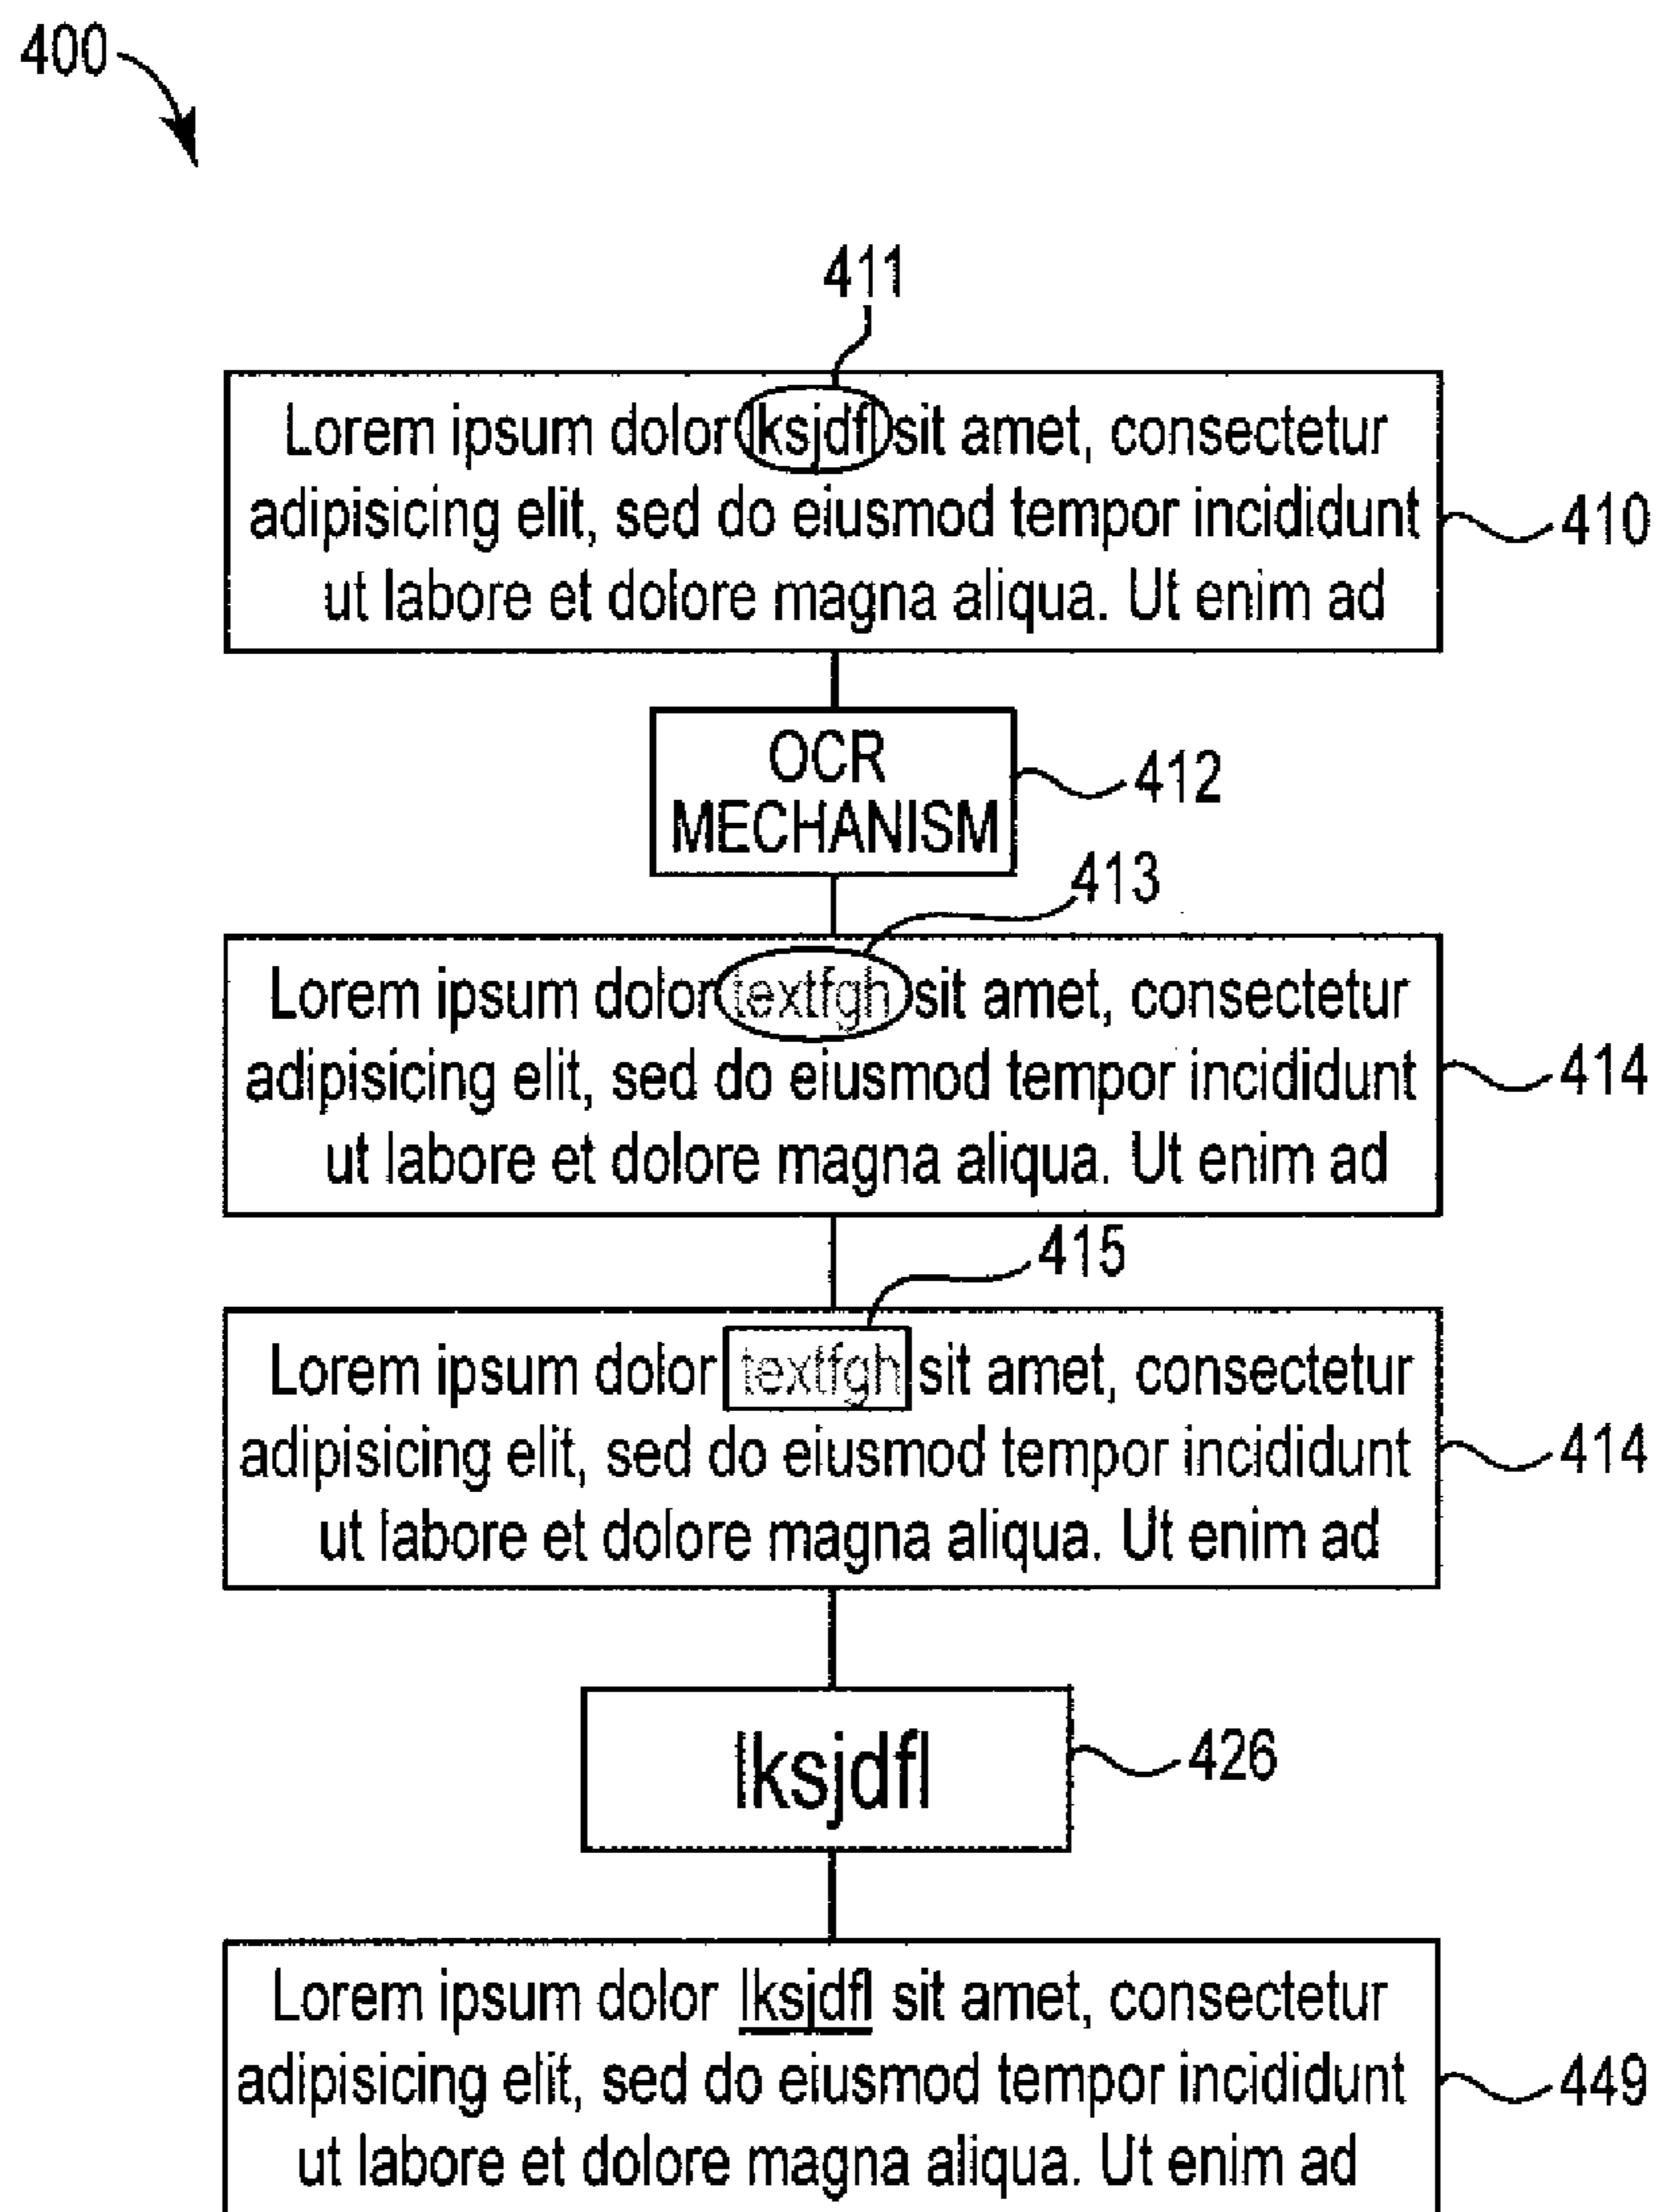 400
411
Lorem ipsum dolor lksjdfl sit amet, consectetur
adipisicing elit, sed do eiusmod tempor incididunt
ut labore et dolore magna aliqua. Ut enim ad
410
OCR
MECHANISM
412
413
Lorem ipsum dolor textfgh sit amet, consectetur
adipisicing elit, sed do eiusmod tempor incididunt
ut labore et dolore magna aliqua. Ut enim ad
414
415
Lorem ipsum dolor textfgh sit amet, consectetur
adipisicing elit, sed do eiusmod tempor incididunt
ut labore et dolore magna aliqua. Ut enim ad
414
lksjdfl
426
Lorem ipsum dolor lksjdfl sit amet, consectetur
adipisicing elit, sed do eiusmod tempor incididunt
ut labore et dolore magna aliqua. Ut enim ad
449